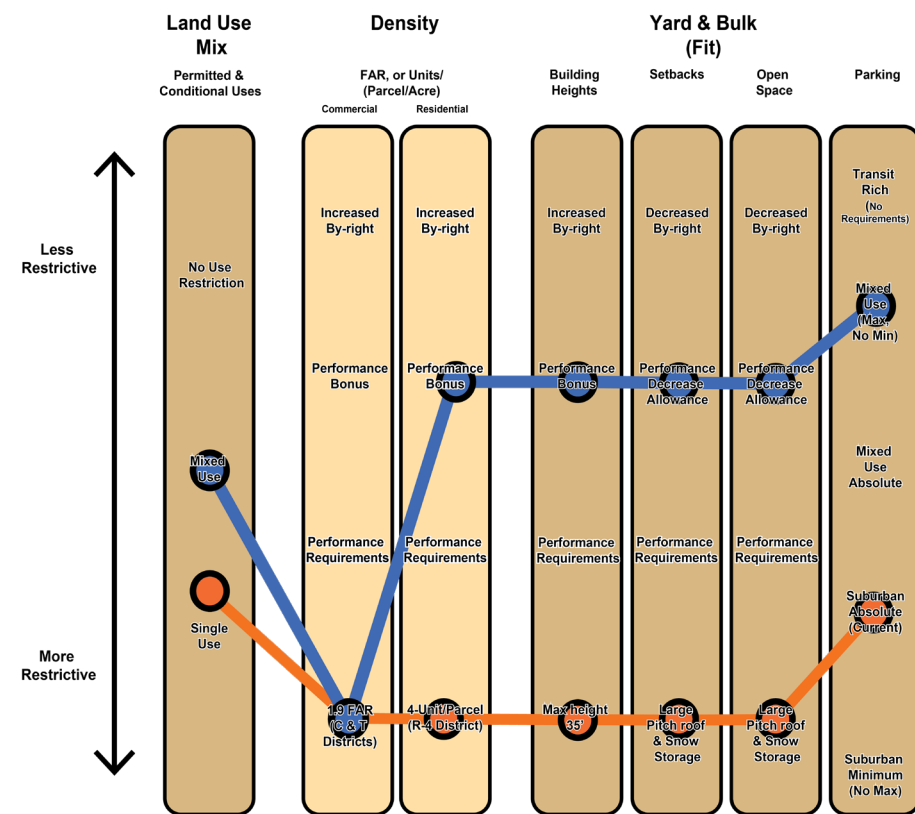 Land Use
Mix
Density
Yard & Bulk
(Fit)
Permitted &
Conditional Uses
FAR, or Units/
(Parcel/Acre)
Commercial
Residential
Building
Heights
Setbacks
Open
Space
Parking
Less
Restrictive
More
Restrictive
No Use
Restriction
Mixed
Use
Single
Use
Increased
By-right
Performance
Bonus
Performance
Requirements
1.9 FAR
(C & T
Districts)
Increased
By-right
Performance
Bonus
Performance
Requirements
4-Unit/Parcel
(R-4 District)
Increased
By-right
Performance
Bonus
Performance
Requirements
Max height
35'
Decreased
By-right
Performance
Decrease
Allowance
Performance
Requirements
Large
Pitch roof
& Snow
Storage
Decreased
By-right
Performance
Decrease
Allowance
Performance
Requirements
Large
Pitch roof
& Snow
Storage
Transit
Rich
(No
Requirements)
Mixed
Use
(Max,
No Min)
Mixed
Use
Absolute
Suburban
Absolute
(Current)
Suburban
Minimum
(No Max)